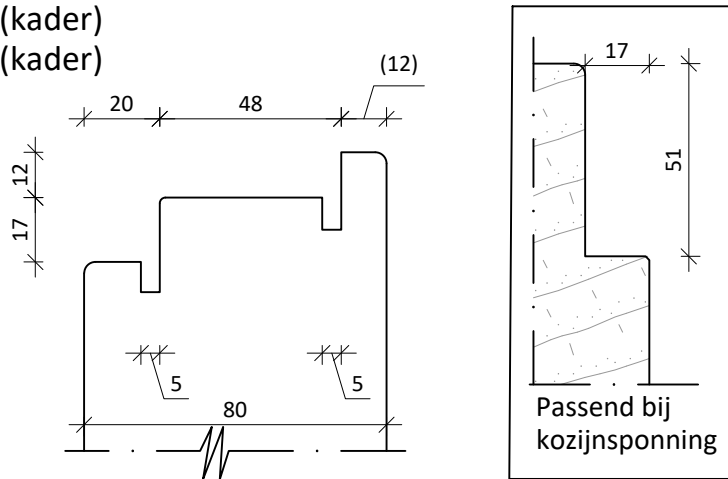 (kader)
(kader)
20
48
(12)
12
17
5
5
80
17
51
Passend bij
kozijnsponning